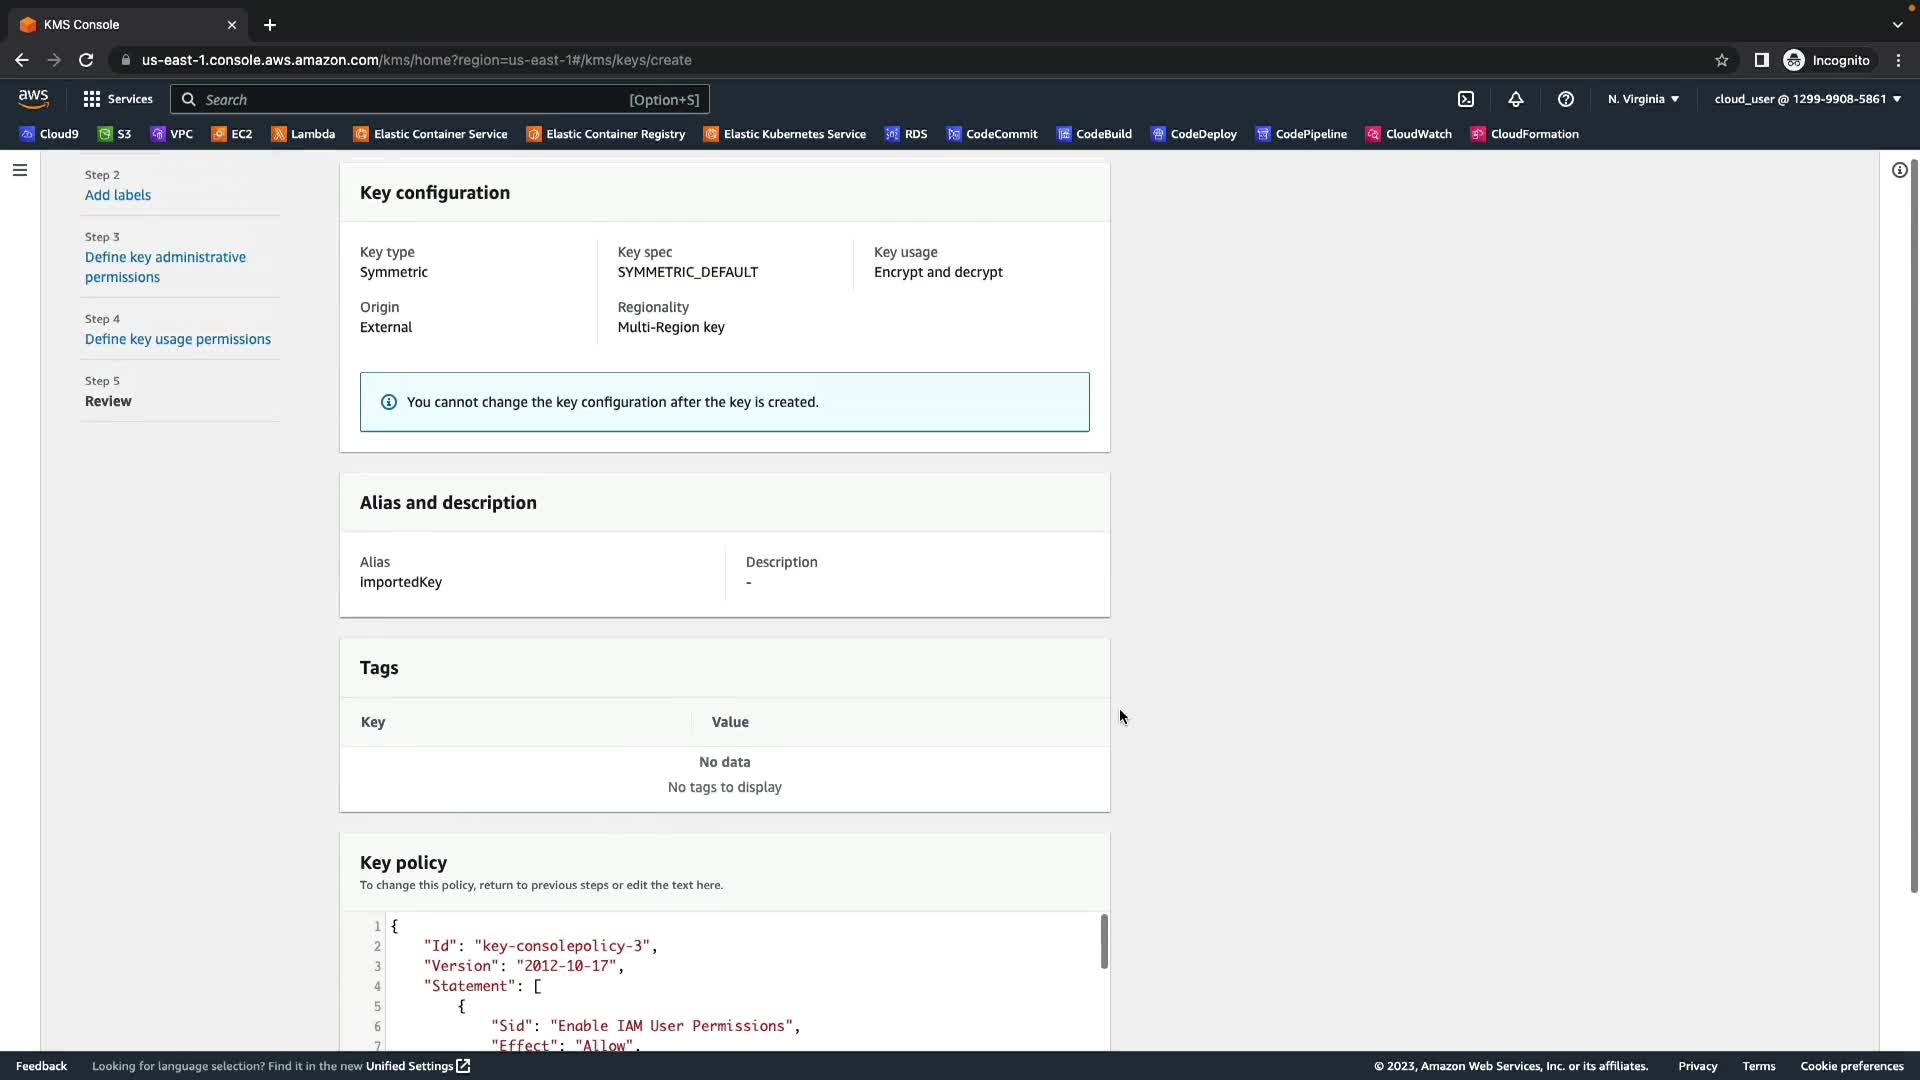 KMS Console
us-east-1.console.aws.amazon.com/kms/home?region=us-east-1#/kms/keys/create
Incognito
aws
Services
Search
[Option+S]
N. Virginia
cloud_user @ 1299-9908-5861
Cloud9
S3
VPC
EC2
Lambda
Elastic Container Service
Elastic Container Registry
Elastic Kubernetes Service
RDS
CodeCommit
CodeBuild
CodeDeploy
CodePipeline
CloudWatch
CloudFormation
Step 2
Add labels
Step 3
Define key administrative
permissions
Step 4
Define key usage permissions
Step 5
Review
Key configuration
Key type
Symmetric
Key spec
SYMMETRIC_DEFAULT
Key usage
Encrypt and decrypt
Origin
External
Regionality
Multi-Region key
You cannot change the key configuration after the key is created.
Alias and description
Alias
importedKey
Description
-
Tags
Key
Value
No data
No tags to display
Key policy
To change this policy, return to previous steps or edit the text here.
1 {
2 "Id": "key-consolepolicy-3",
3 "Version": "2012-10-17",
4 "Statement": [
5 {
6 "Sid": "Enable IAM User Permissions",
7 "Effect": "Allow",
Feedback
Looking for language selection? Find it in the new Unified Settings
© 2023, Amazon Web Services, Inc. or its affiliates.
Privacy
Terms
Cookie preferences